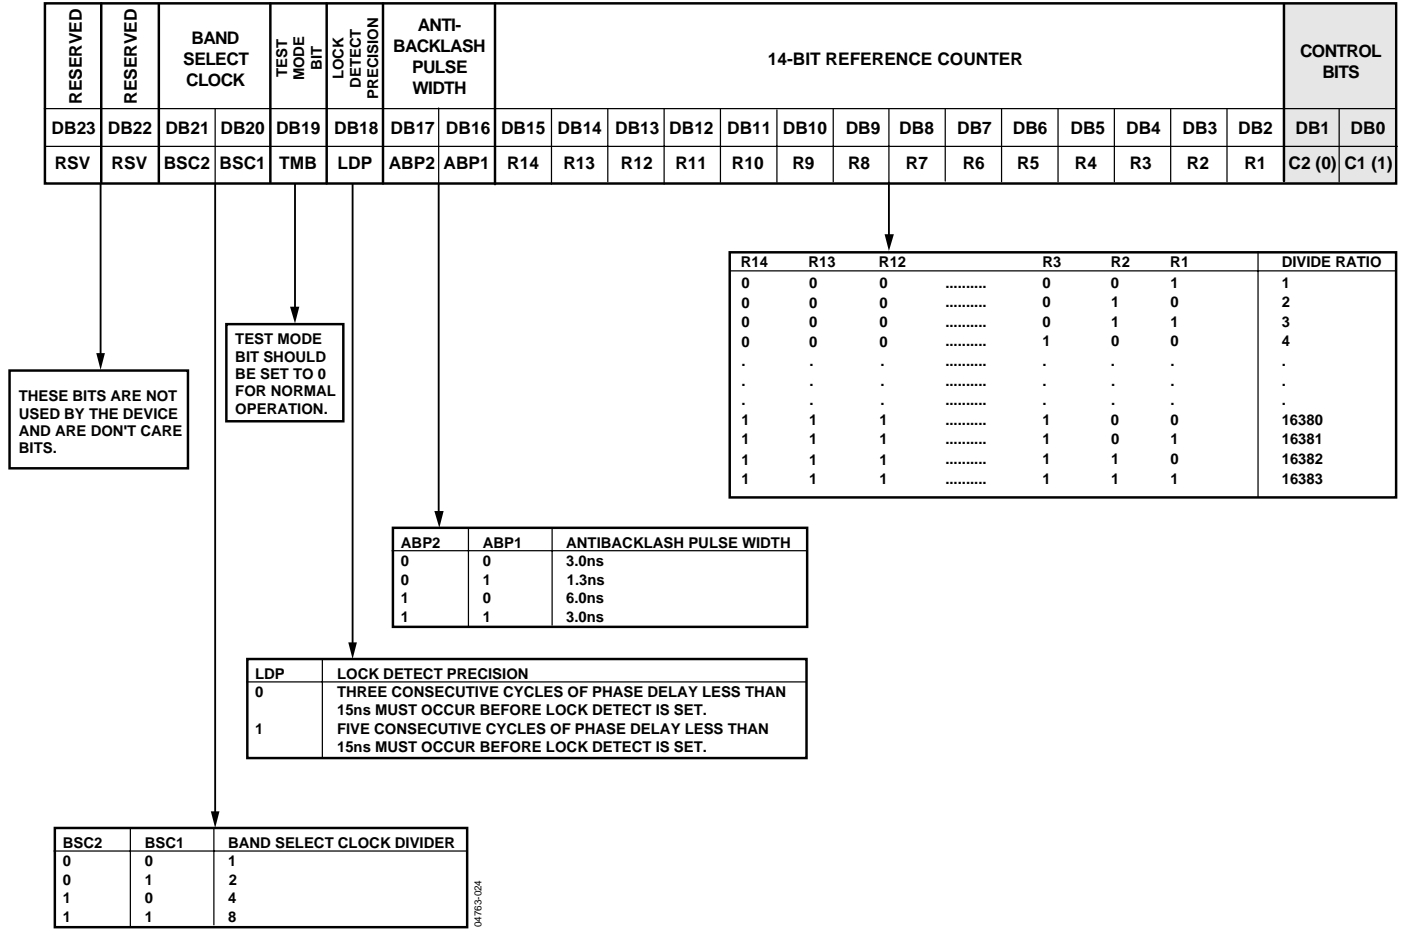 RESERVED
RESERVED
BAND
SELECT
CLOCK
TEST
MODE
BIT
LOCK
DETECT
PRECISION
ANTI-
BACKLASH
PULSE
WIDTH
14-BIT REFERENCE COUNTER
CONTROL
BITS
DB23 DB22 DB21 DB20 DB19 DB18 DB17 DB16 DB15 DB14 DB13 DB12 DB11 DB10 DB9 DB8 DB7 DB6 DB5 DB4 DB3 DB2 DB1 DB0
RSV RSV BSC2 BSC1 TMB LDP ABP2 ABP1 R14 R13 R12 R11 R10 R9 R8 R7 R6 R5 R4 R3 R2 R1 C2 (0) C1 (1)
R14 R13 R12 R3 R2 R1 DIVIDE RATIO
0 0 0 .......... 0 0 1 1
0 0 0 .......... 0 1 0 2
0 0 0 .......... 0 1 1 3
0 0 0 .......... 1 0 0 4
. . . .......... . . . .
. . . .......... . . . .
. . . .......... . . . .
1 1 1 .......... 1 0 0 16380
1 1 1 .......... 1 0 1 16381
1 1 1 .......... 1 1 0 16382
1 1 1 .......... 1 1 1 16383
TEST MODE
BIT SHOULD
BE SET TO 0
FOR NORMAL
OPERATION.
THESE BITS ARE NOT
USED BY THE DEVICE
AND ARE DON'T CARE
BITS.
ABP2 ABP1 ANTIBACKLASH PULSE WIDTH
0 0 3.0ns
0 1 1.3ns
1 0 6.0ns
1 1 3.0ns
LDP LOCK DETECT PRECISION
0 THREE CONSECUTIVE CYCLES OF PHASE DELAY LESS THAN
15ns MUST OCCUR BEFORE LOCK DETECT IS SET.
1 FIVE CONSECUTIVE CYCLES OF PHASE DELAY LESS THAN
15ns MUST OCCUR BEFORE LOCK DETECT IS SET.
BSC2 BSC1 BAND SELECT CLOCK DIVIDER
0 0 1
0 1 2
1 0 4
1 1 8
04763-024